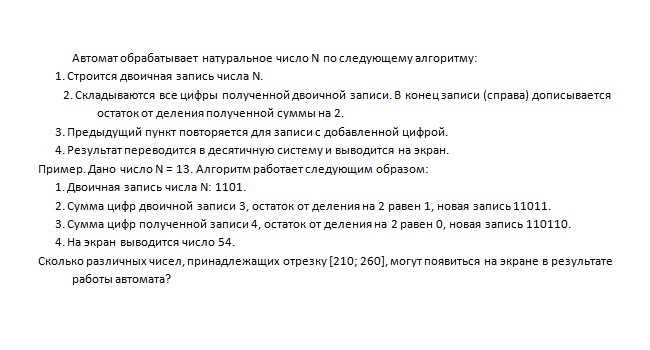 Автомат обрабатывает натуральное число N по следующему алгоритму:
1. Строится двоичная запись числа N.
2. Складываются все цифры полученной двоичной записи. В конец записи (справа) дописывается
остаток от деления полученной суммы на 2.
3. Предыдущий пункт повторяется для записи с добавленной цифрой.
4. Результат переводится в десятичную систему и выводится на экран.
Пример. Дано число N = 13. Алгоритм работает следующим образом:
1. Двоичная запись числа N: 1101.
2. Сумма цифр двоичной записи 3, остаток от деления на 2 равен 1, новая запись 11011.
3. Сумма цифр полученной записи 4, остаток от деления на 2 равен 0, новая запись 110110.
4. На экран выводится число 54.
Сколько различных чисел, принадлежащих отрезку [210; 260], могут появиться на экране в результате
работы автомата?